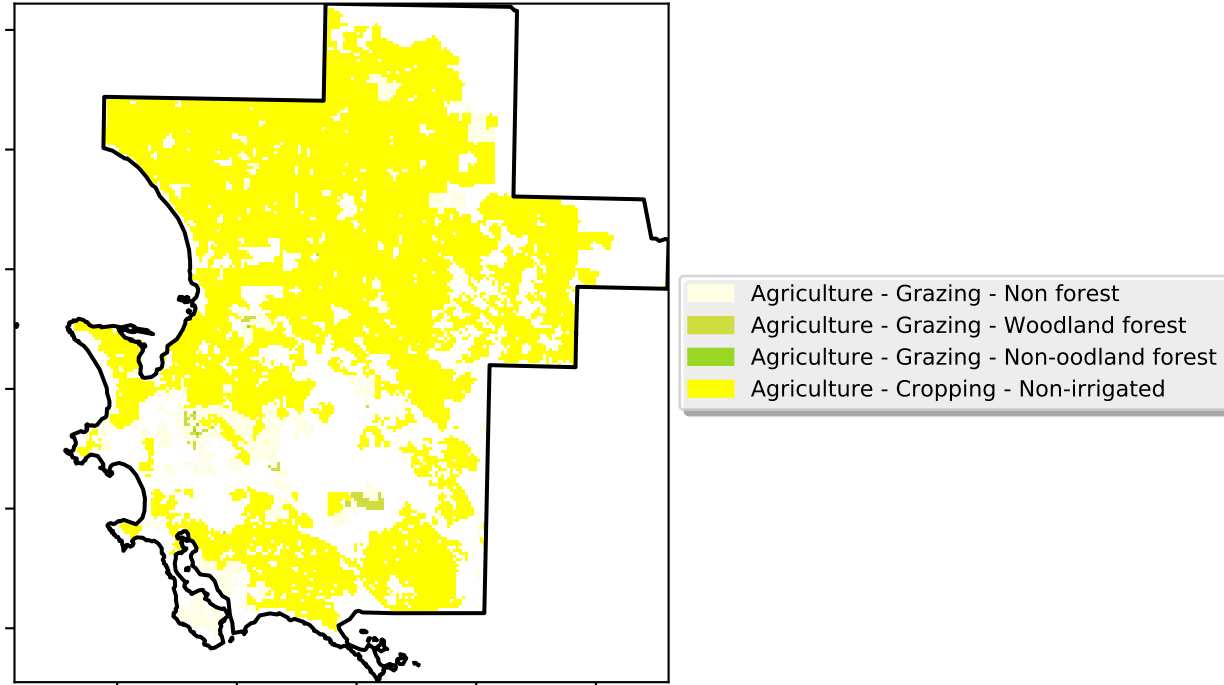 Agriculture - Grazing - Non forest
Agriculture - Grazing - Woodland forest
Agriculture - Grazing - Non-oodland forest
Agriculture - Cropping - Non-irrigated